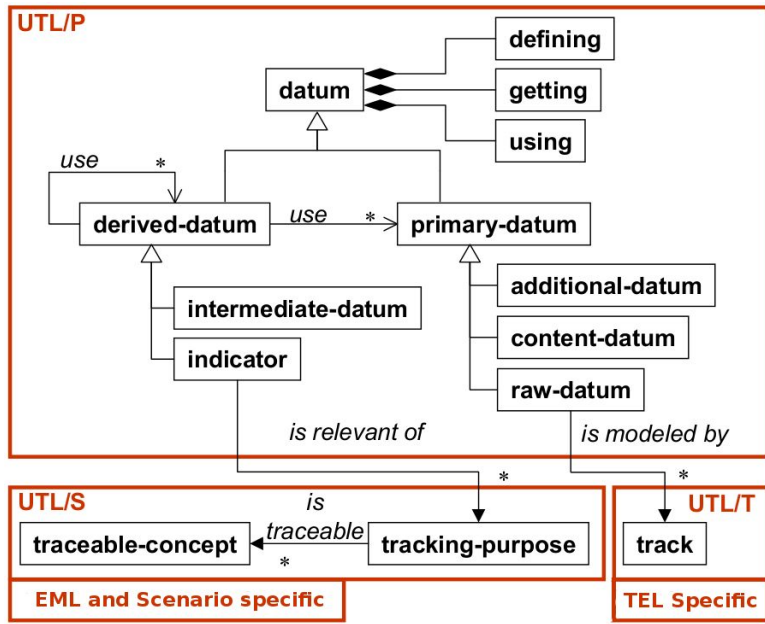 UTL/P
defining
datum
getting
using
use
*
derived-datum
use
*
primary-datum
intermediate-datum
indicator
additional-datum
content-datum
raw-datum
is relevant of
is modeled by
*
*
UTL/S
is
traceable
*
traceable-concept
tracking-purpose
UTL/T
track
EML and Scenario specific
TEL Specific